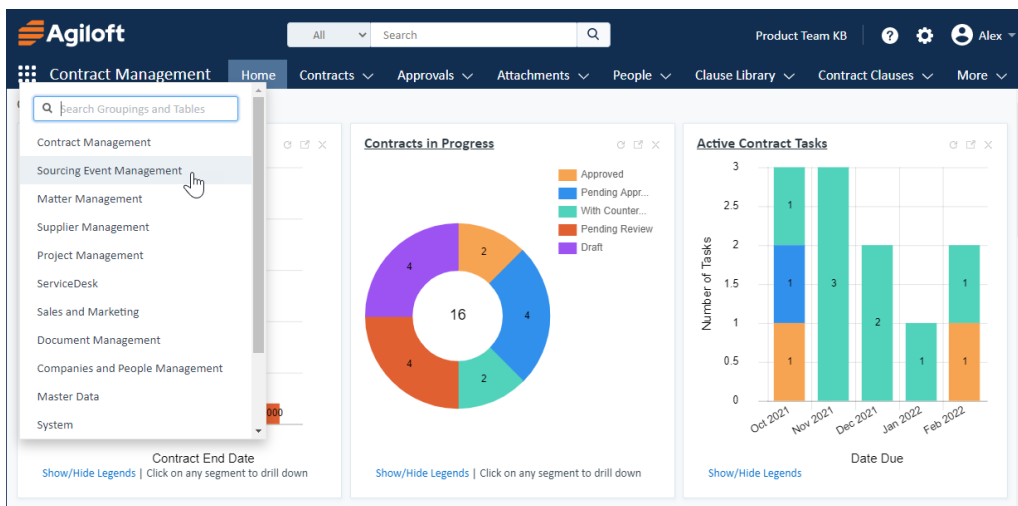 Agiloft
All
Search
Product Team KB
?
Alex
Contract Management
Home
Contracts
Approvals
Attachments
People
Clause Library
Contract Clauses
More
Search Groupings and Tables
Contract Management
Sourcing Event Management
Matter Management
Supplier Management
Project Management
ServiceDesk
Sales and Marketing
Document Management
Companies and People Management
Master Data
System
000
Contract End Date
Show/Hide Legends | Click on any segment to drill down
Contracts in Progress
Approved
Pending Appr...
With Counter...
Pending Review
Draft
4
2
16
4
4
2
Show/Hide Legends | Click on any segment to drill down
Active Contract Tasks
Number of Tasks
3
2.5
2
1.5
1
0.5
0
1
1
1
3
2
1
1
1
Oct 2021
Nov 2021
Dec 2021
Jan 2022
Feb 2022
Date Due
Show/Hide Legends